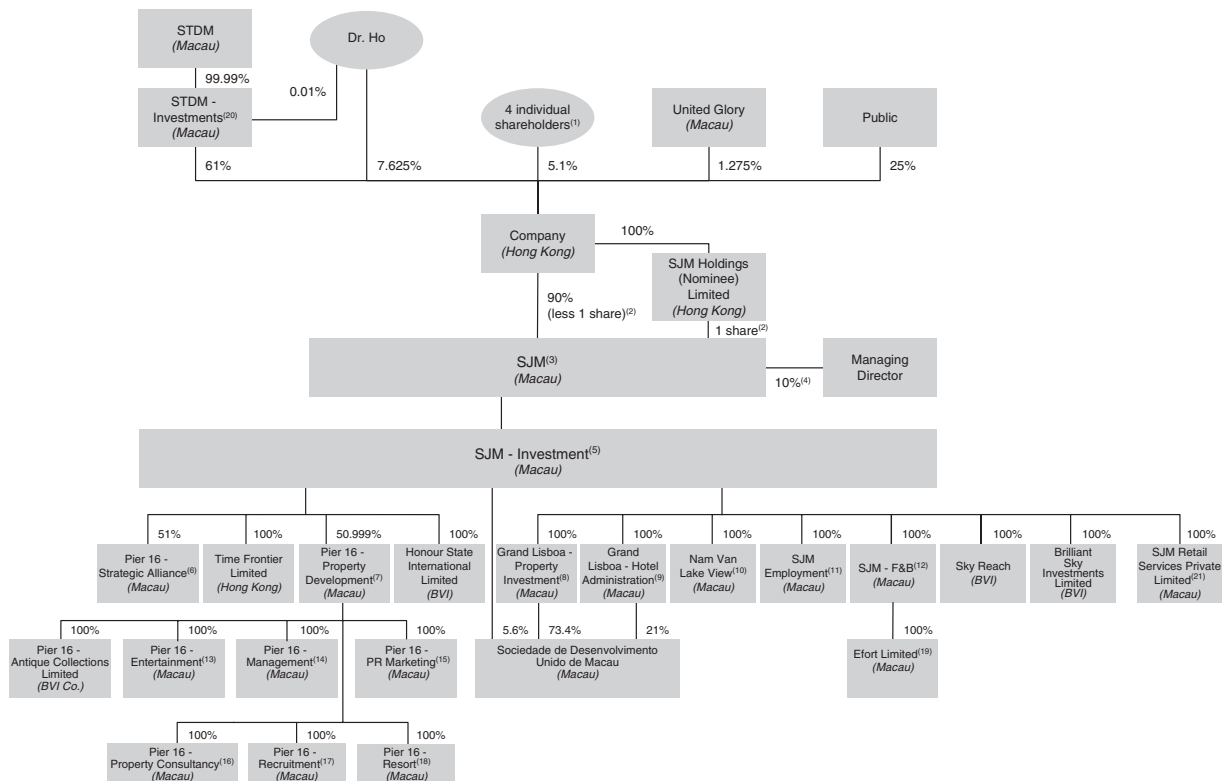 STDM
(Macau)
Dr. Ho
99.99%
0.01%
STDM -
Investments(20)
(Macau)
4 individual
shareholders(1)
United Glory
(Macau)
Public
61%
7.625%
5.1%
1.275%
25%
Company
(Hong Kong)
100%
SJM Holdings
(Nominee)
Limited
(Hong Kong)
90%
(less 1 share)(2)
1 share(2)
SJM(3)
(Macau)
10%(4)
Managing
Director
SJM - Investment(5)
(Macau)
51%
Pier 16 -
Strategic Alliance(6)
(Macau)
100%
Time Frontier
Limited
(Hong Kong)
50.999%
Pier 16 -
Property
Development(7)
(Macau)
100%
Honour State
International
Limited
(BVI)
100%
Grand Lisboa -
Property
Investment(8)
(Macau)
100%
Grand
Lisboa - Hotel
Administration(9)
(Macau)
100%
Nam Van
Lake View(10)
(Macau)
100%
SJM
Employment(11)
(Macau)
100%
SJM - F&B(12)
(Macau)
100%
Sky Reach
(BVI)
100%
Brilliant
Sky
Investments
Limited
(BVI)
100%
SJM Retail
Services Private
Limited(21)
(Macau)
100%
Pier 16 -
Antique Collections
Limited
(BVI Co.)
100%
Pier 16 -
Entertainment(13)
(Macau)
100%
Pier 16 -
Management(14)
(Macau)
100%
Pier 16 -
PR Marketing(15)
(Macau)
5.6%
73.4%
21%
Sociedade de Desenvolvimento
Unido de Macau
(Macau)
100%
Efort Limited(19)
(Macau)
100%
Pier 16 -
Property Consultancy(16)
(Macau)
100%
Pier 16 -
Recruitment(17)
(Macau)
100%
Pier 16 -
Resort(18)
(Macau)